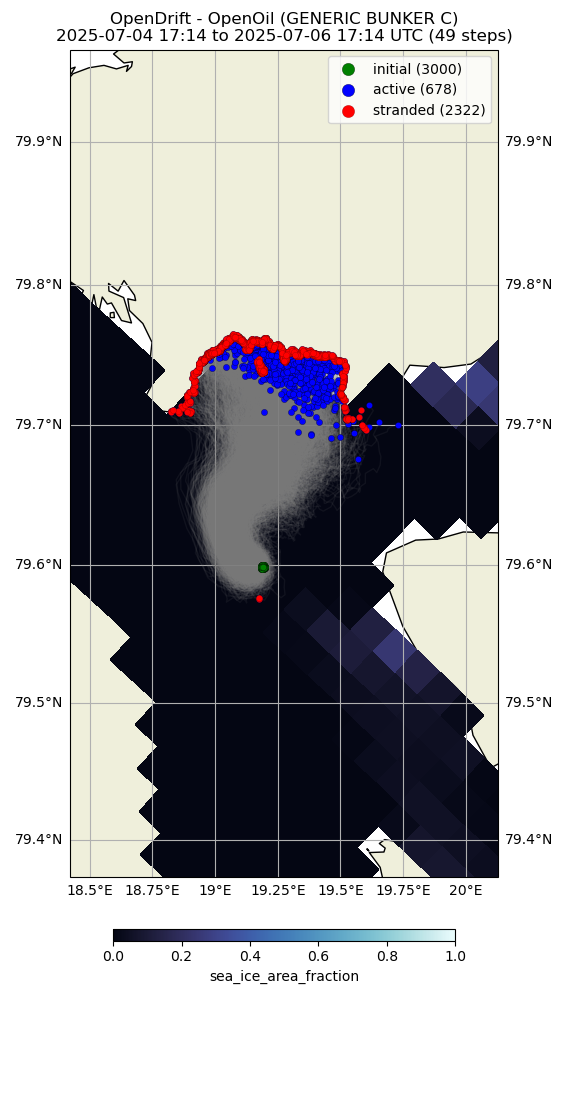 OpenDrift - OpenOil (GENERIC BUNKER C)
2025-07-04 17:14 to 2025-07-06 17:14 UTC (49 steps)
initial (3000)
active (678)
stranded (2322)
79.9°N 79.9°N
79.8°N 79.8°N
79.7°N 79.7°N
79.6°N 79.6°N
79.5°N 79.5°N
79.4°N 79.4°N
18.5°E 18.75°E 19°E 19.25°E 19.5°E 19.75°E 20°E
0.0 0.2 0.4 0.6 0.8 1.0
sea_ice_area_fraction